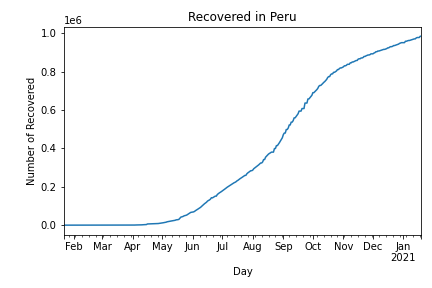 Recovered in Peru
1e6
1.0
0.8
0.6
0.4
0.2
0.0
Number of Recovered
Feb Mar Apr May Jun Jul Aug Sep Oct Nov Dec Jan
2021
Day